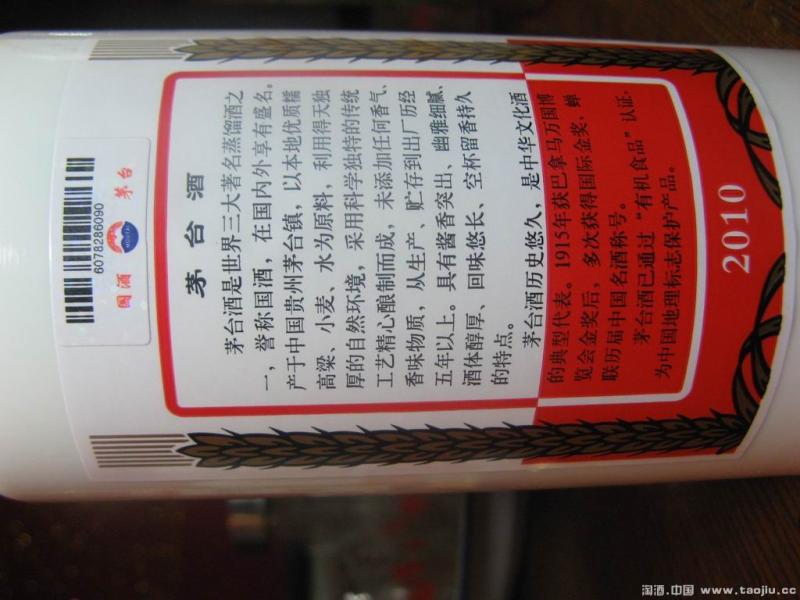 6078286090
国酒
茅台
MOUTAI
茅台酒
茅台酒是世界三大著名蒸馏酒之
一，誉称国酒，在国内外享有盛名。
产于中国贵州茅台镇，以本地优质糯
高梁、小麦、水为原料，利用得天独
厚的自然环境，采用科学独特的传统
工艺精心酿制而成，未添加任何香气、
香味物质，从生产、贮存到出厂历经
五年以上。具有酱香突出、幽雅细腻、
酒体醇厚、回味悠长、空杯留香持久
的特点。
茅台酒历史悠久，是中华文化酒
的典型代表。1915年获巴拿马万国博
览会金奖后，多次获得国际金奖、蝉
联历届中国名酒称号。
茅台酒已通过“有机食品”认证，
为中国地理标志保护产品。
2010
淘酒.中国 www.taojiu.cc